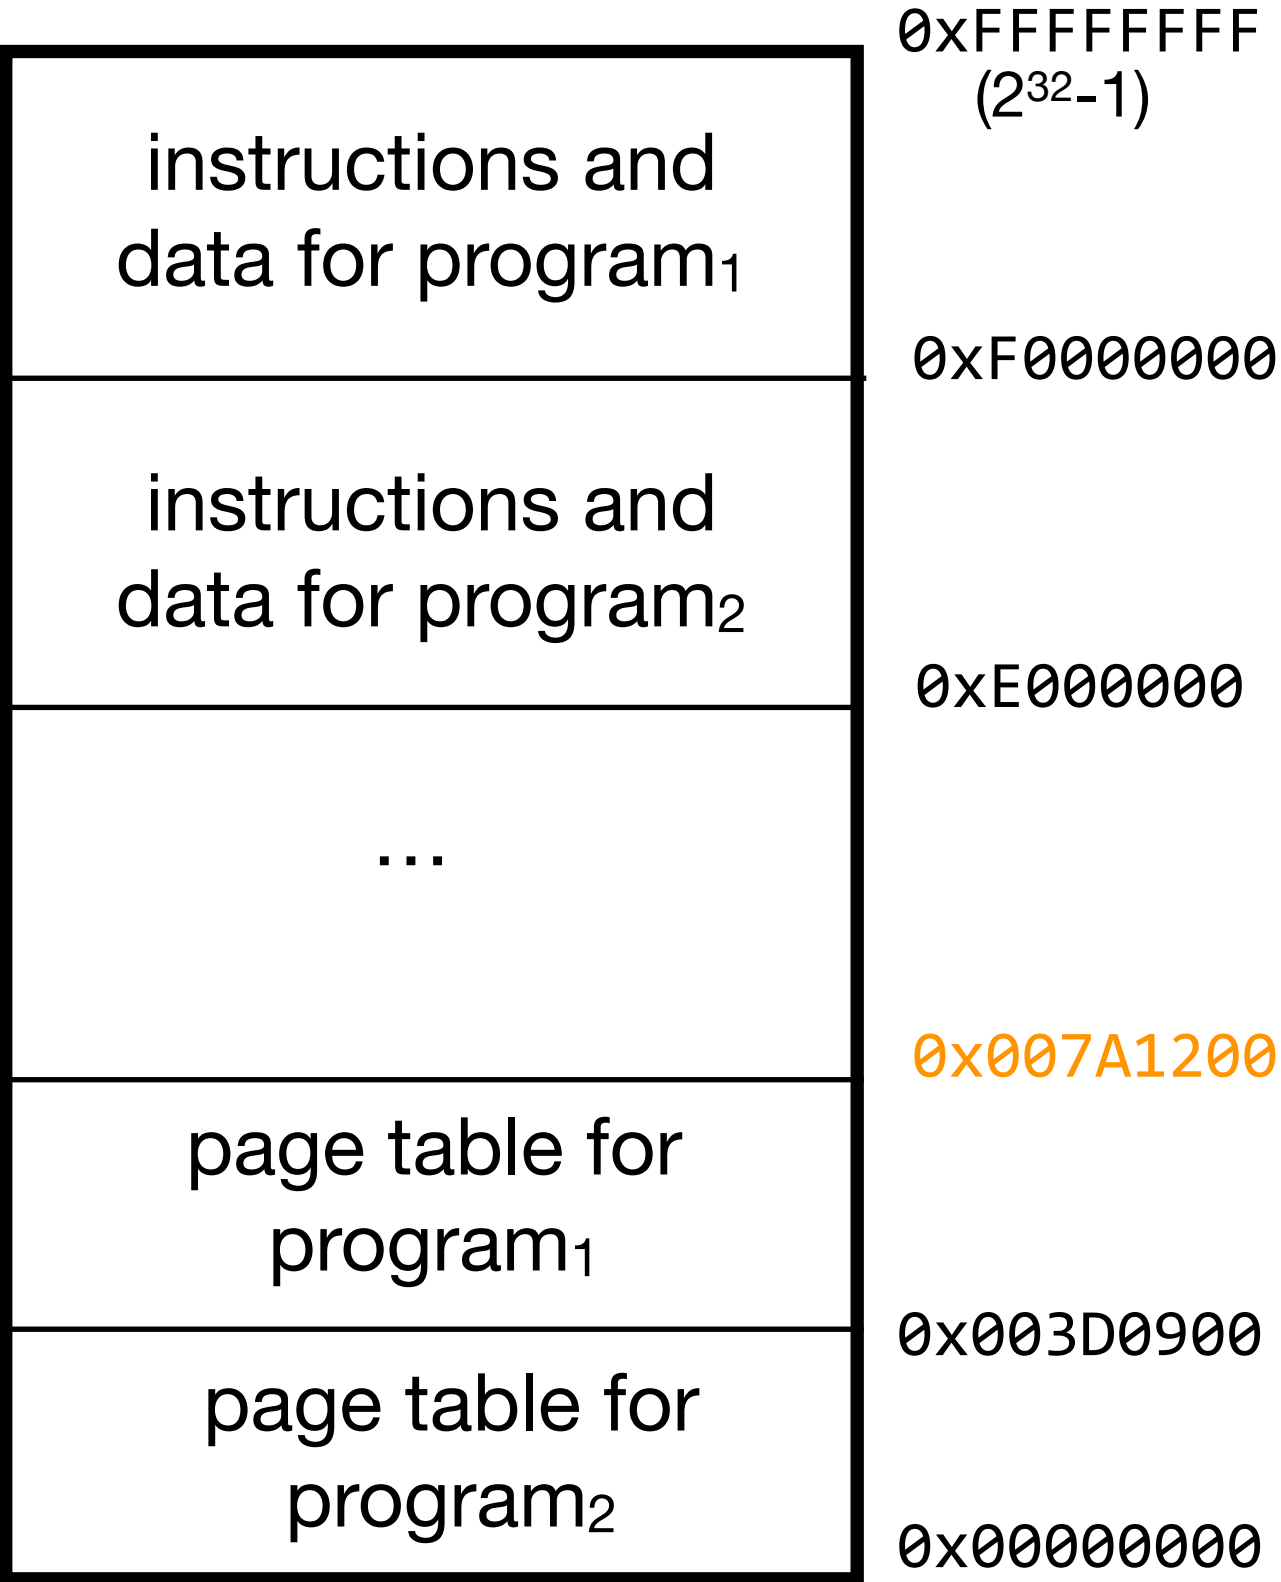 0xFFFFFFFF
(2³²-1)
instructions and
data for program₁
0xF0000000
instructions and
data for program₂
0xE000000
...
0x007A1200
page table for
program₁
0x003D0900
page table for
program₂
0x00000000